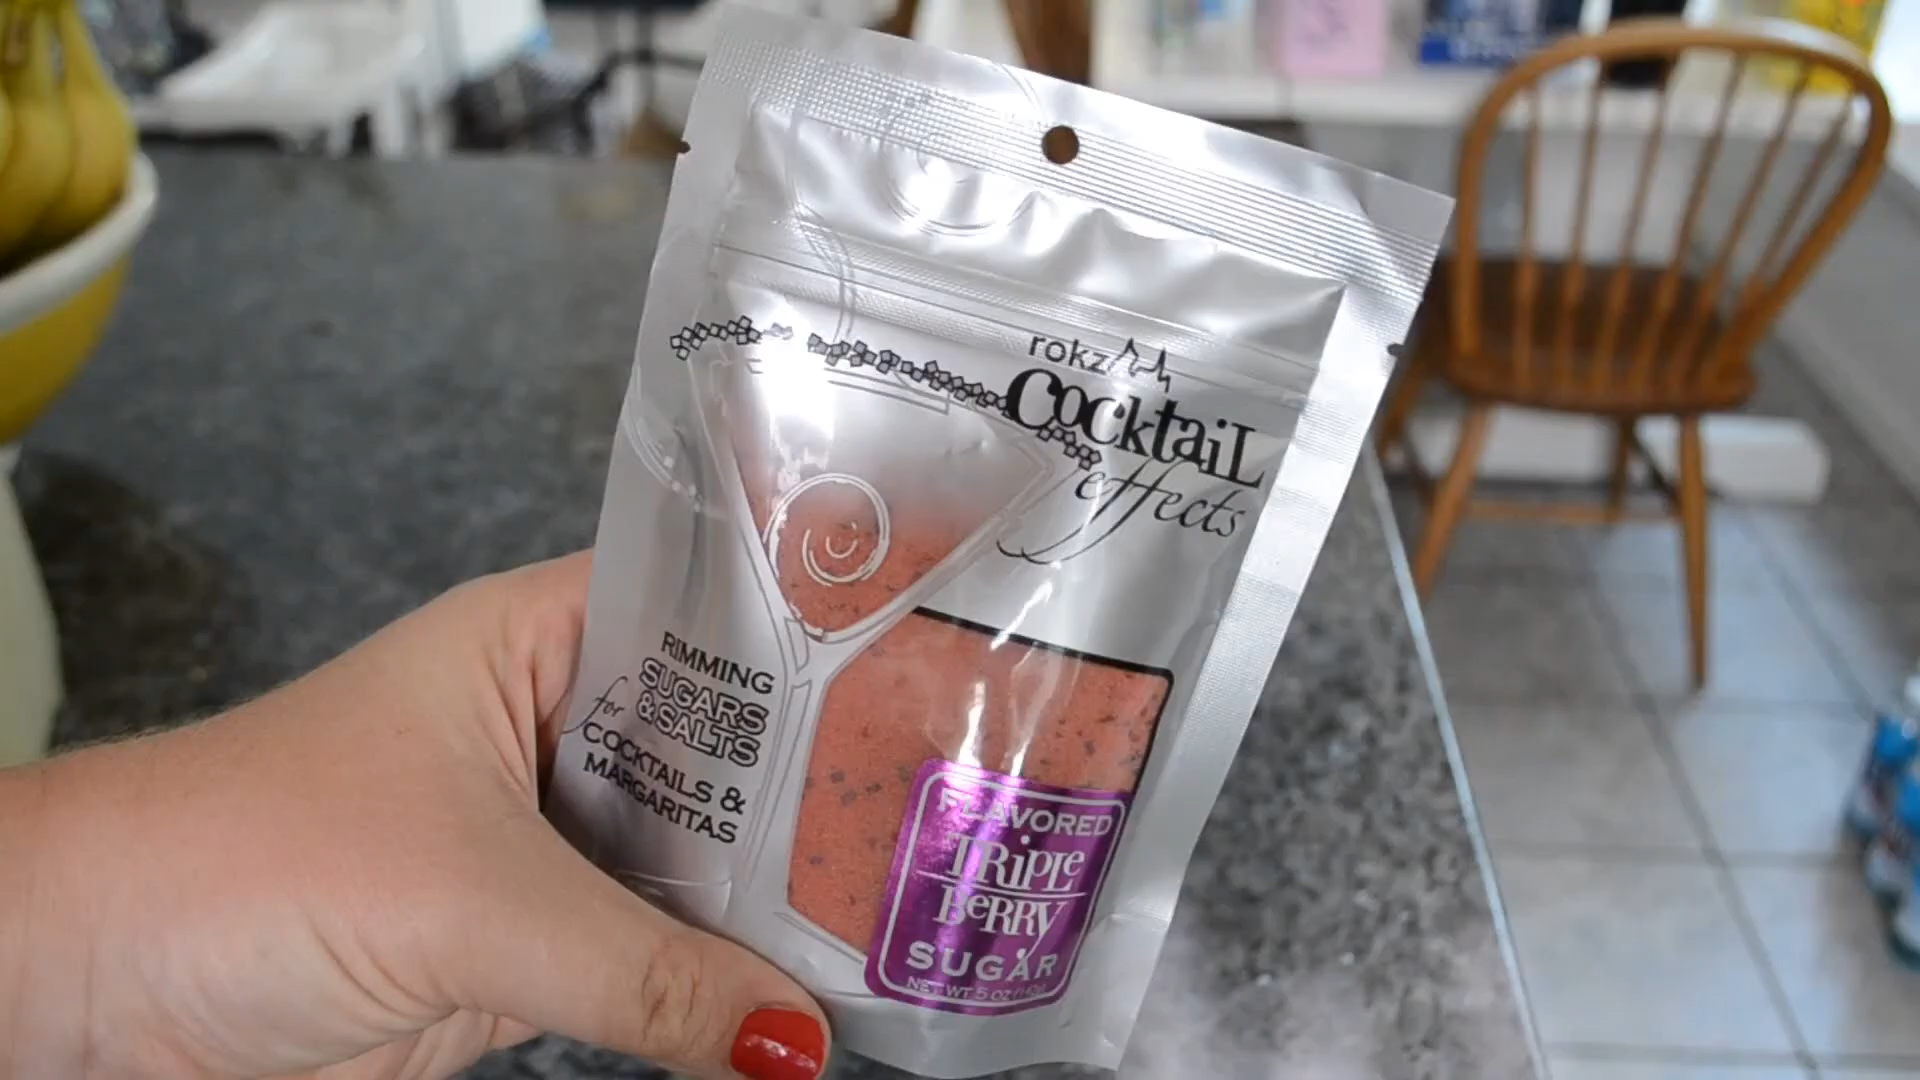 rokz
Cocktail
effects
RIMMING
SUGARS
for & SALTS
COCKTAILS &
MARGARITAS
FLAVORED
TRiPLe
BeRRY
SUGAR
NET WT 5 OZ